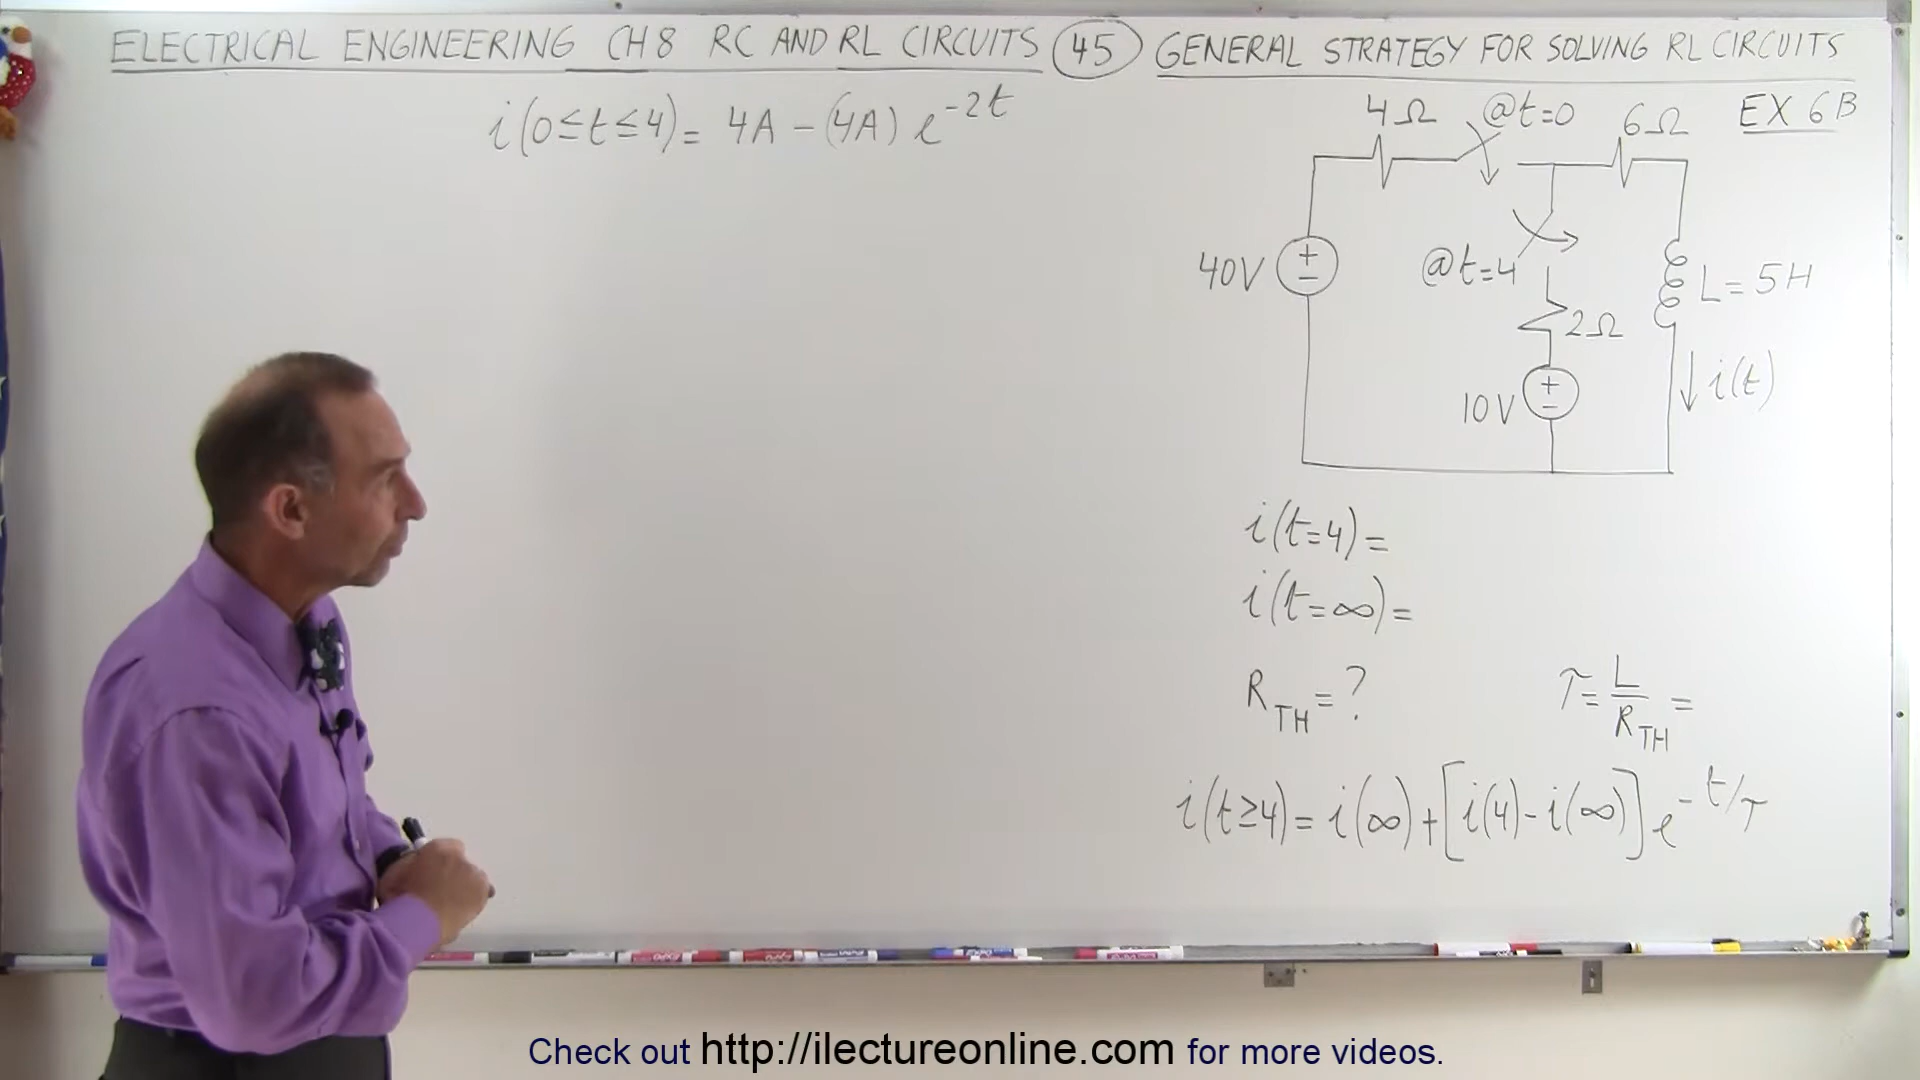 ELECTRICAL ENGINEERING CH 8 RC AND RL CIRCUITS 45 GENERAL STRATEGY FOR SOLVING RL CIRCUITS
i(0≤t≤4) = 4A - (4A) e^-2t
4Ω @t=0 6Ω EX 6B
40V + -
@t=4
2Ω
L = 5H
10V + -
i(t)
i(t=4) =
i(t=∞) =
R_TH = ? τ = L/R_TH =
i(t≥4) = i(∞) + [i(4) - i(∞)] e^-t/τ
Check out http://ilectureonline.com for more videos.